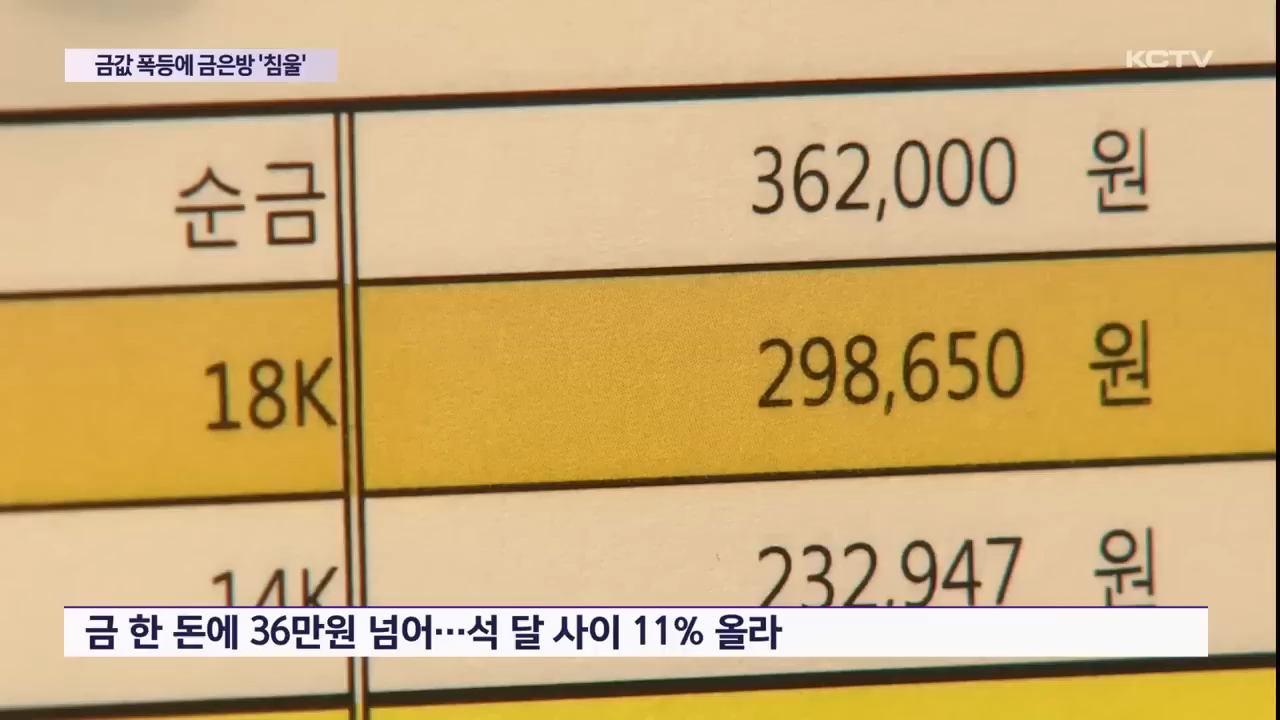 금값 폭등에 금은방 '침울'
KCTV
순금 362,000 원
18K 298,650 원
14K 232,947 원
금 한 돈에 36만원 넘어…석 달 사이 11% 올라